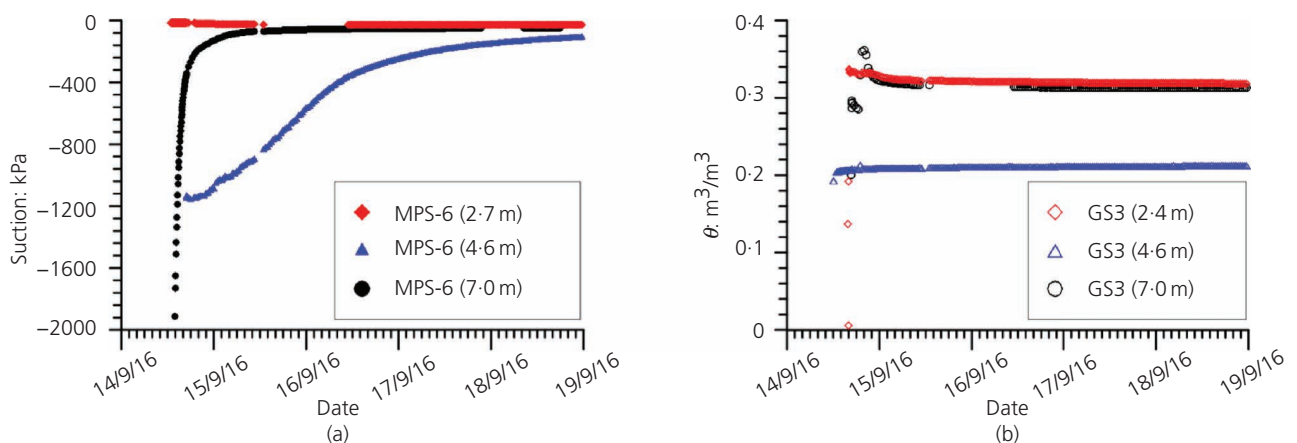 Suction: kPa
0
−400
−800
−1200
−1600
−2000
MPS-6 (2·7 m)
MPS-6 (4·6 m)
MPS-6 (7·0 m)
14/9/16
15/9/16
16/9/16
17/9/16
18/9/16
19/9/16
Date
(a)
θ: m³/m³
0·4
0·3
0·2
0·1
0
GS3 (2·4 m)
GS3 (4·6 m)
GS3 (7·0 m)
14/9/16
15/9/16
16/9/16
17/9/16
18/9/16
19/9/16
Date
(b)